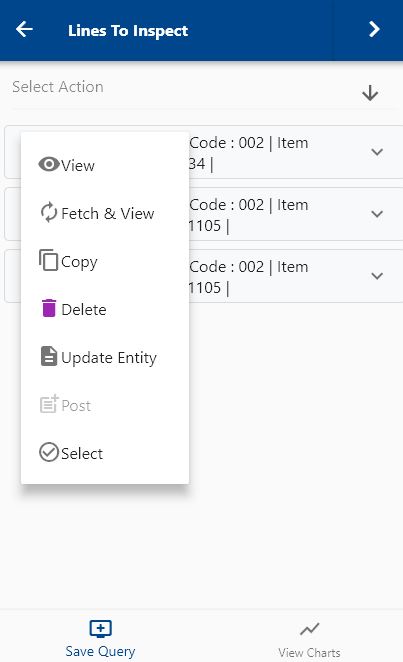 Lines To Inspect
Select Action
Code : 002 | Item
34 |
Code : 002 | Item
1105 |
Code : 002 | Item
1105 |
View
Fetch & View
Copy
Delete
Update Entity
Post
Select
Save Query
View Charts